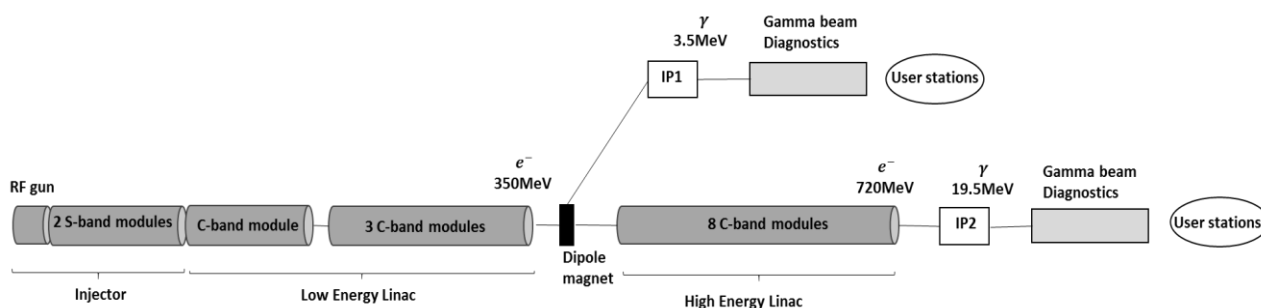 γ
3.5MeV
Gamma beam
Diagnostics
IP1
User stations
e⁻
350MeV
e⁻
720MeV
γ
19.5MeV
Gamma beam
Diagnostics
RF gun
2 S-band modules
C-band module
3 C-band modules
8 C-band modules
IP2
User stations
Dipole
magnet
Injector
Low Energy Linac
High Energy Linac